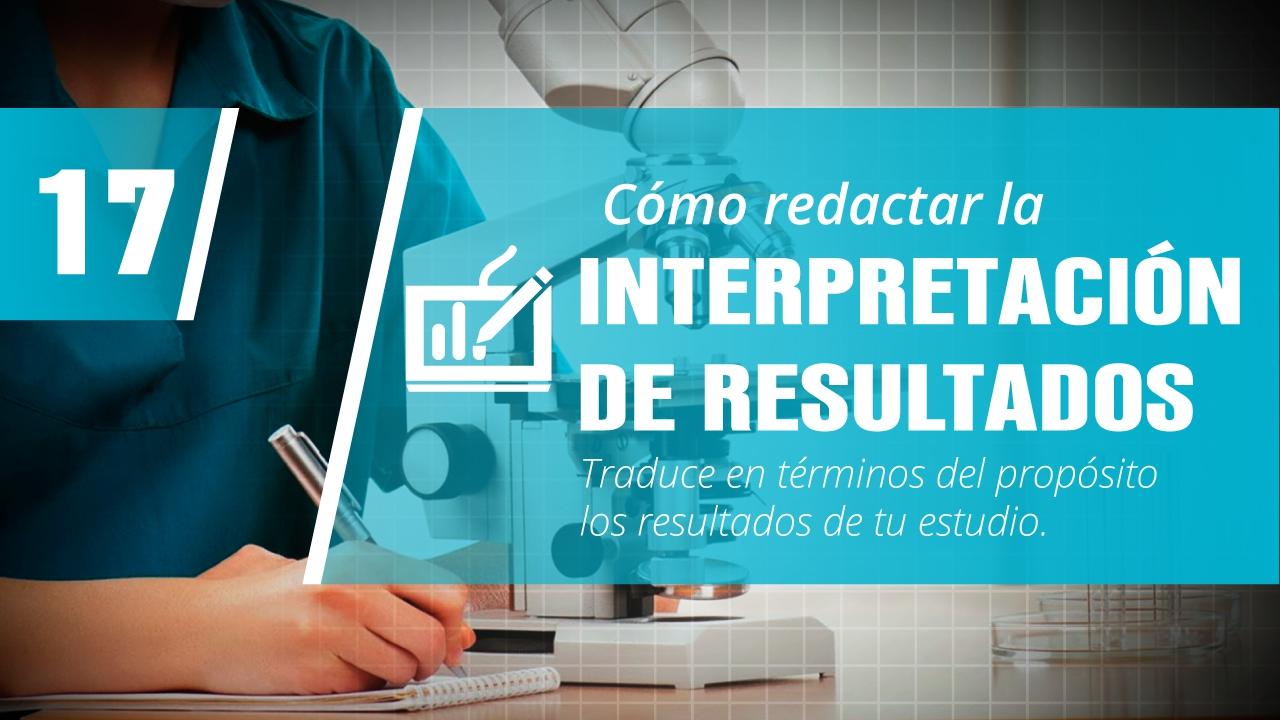 17
Cómo redactar la
INTERPRETACIÓN
DE RESULTADOS
Traduce en términos del propósito
los resultados de tu estudio.